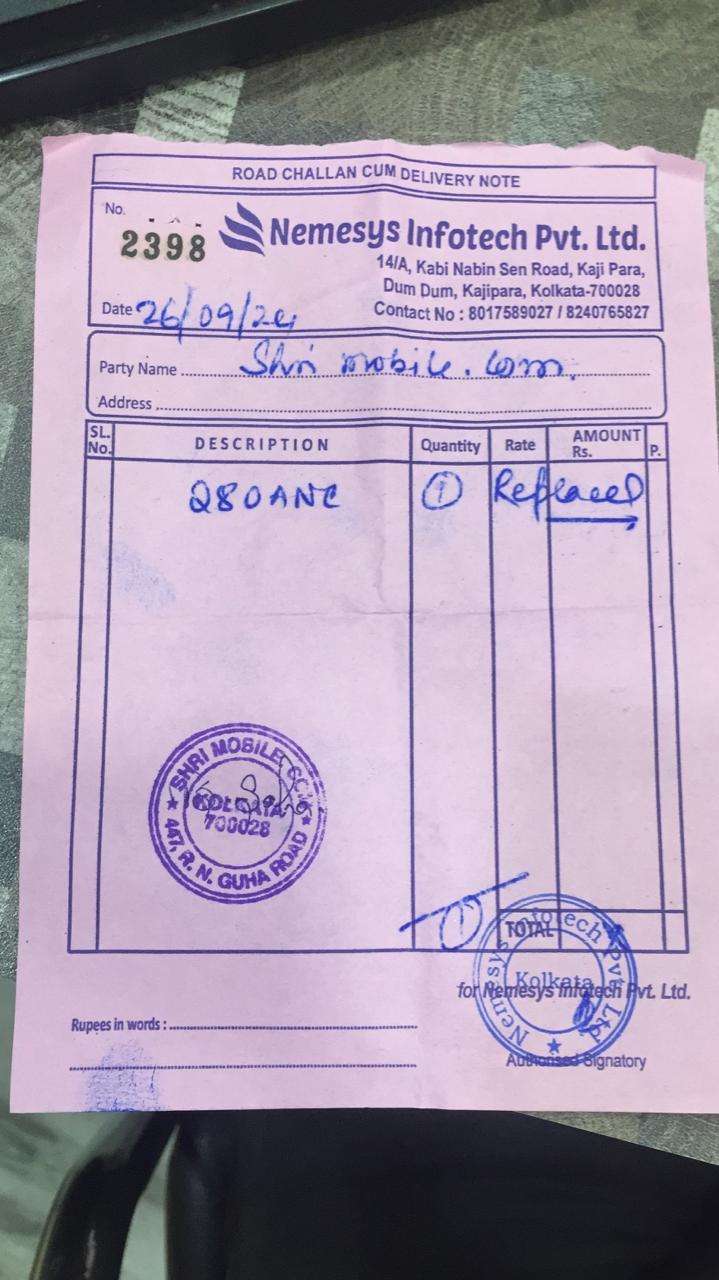 ROAD CHALLAN CUM DELIVERY NOTE
No.
2398
Nemesys Infotech Pvt. Ltd.
14/A, Kabi Nabin Sen Road, Kaji Para,
Dum Dum, Kajipara, Kolkata-700028
Contact No : 8017589027 / 8240765827
Date 26/09/24
Party Name Shri mobile. Com.
Address
SL. No. DESCRIPTION Quantity Rate AMOUNT Rs. P.
Q80ANC 1 Replaced
SHRI MOBILE.COM
KOLKATA
700028
447, R. N. GUHA ROAD
1
TOTAL
Nemesys Infotech Pvt. Ltd.
Kolkata
for Nemesys Infotech Pvt. Ltd.
Rupees in words :
Authorised Signatory